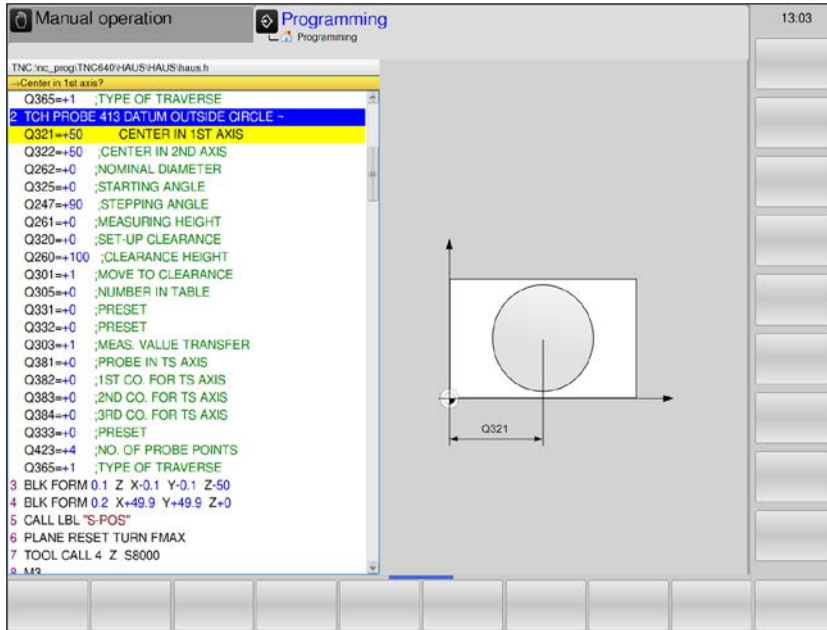 Manual operation
Programming
Programming
13:03
TNC:\nc_prog\TNC640\HAUS\HAUS\haus.h
→Center in 1st axis?
Q365=+1 ;TYPE OF TRAVERSE
2 TCH PROBE 413 DATUM OUTSIDE CIRCLE ~
Q321=+50 CENTER IN 1ST AXIS
Q322=+50 ;CENTER IN 2ND AXIS
Q262=+0 ;NOMINAL DIAMETER
Q325=+0 ;STARTING ANGLE
Q247=+90 ;STEPPING ANGLE
Q261=+0 ;MEASURING HEIGHT
Q320=+0 ;SET-UP CLEARANCE
Q260=+100 ;CLEARANCE HEIGHT
Q301=+1 ;MOVE TO CLEARANCE
Q305=+0 ;NUMBER IN TABLE
Q331=+0 ;PRESET
Q332=+0 ;PRESET
Q303=+1 ;MEAS. VALUE TRANSFER
Q381=+0 ;PROBE IN TS AXIS
Q382=+0 ;1ST CO. FOR TS AXIS
Q383=+0 ;2ND CO. FOR TS AXIS
Q384=+0 ;3RD CO. FOR TS AXIS
Q333=+0 ;PRESET
Q423=+4 ;NO. OF PROBE POINTS
Q365=+1 ;TYPE OF TRAVERSE
3 BLK FORM 0.1 Z X-0.1 Y-0.1 Z-50
4 BLK FORM 0.2 X+49.9 Y+49.9 Z+0
5 CALL LBL "S-POS"
6 PLANE RESET TURN FMAX
7 TOOL CALL 4 Z S8000
8 M3
Q321